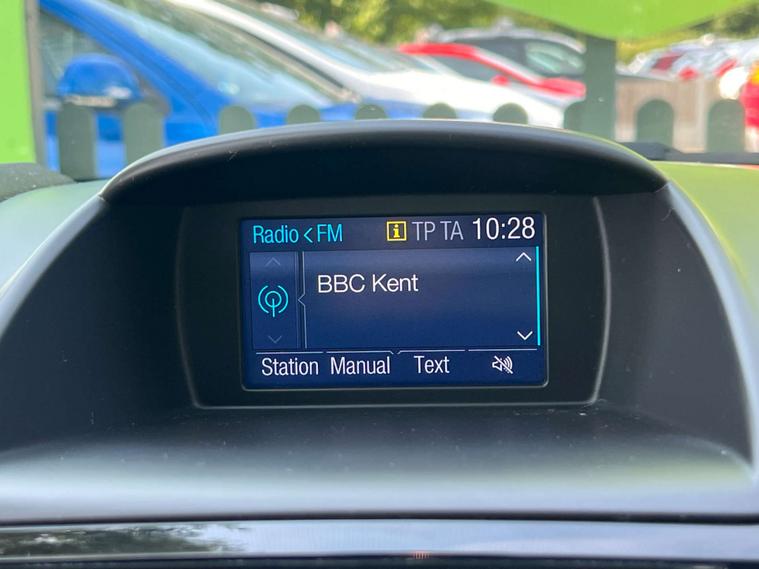 Radio < FM i TP TA 10:28
BBC Kent
Station Manual Text